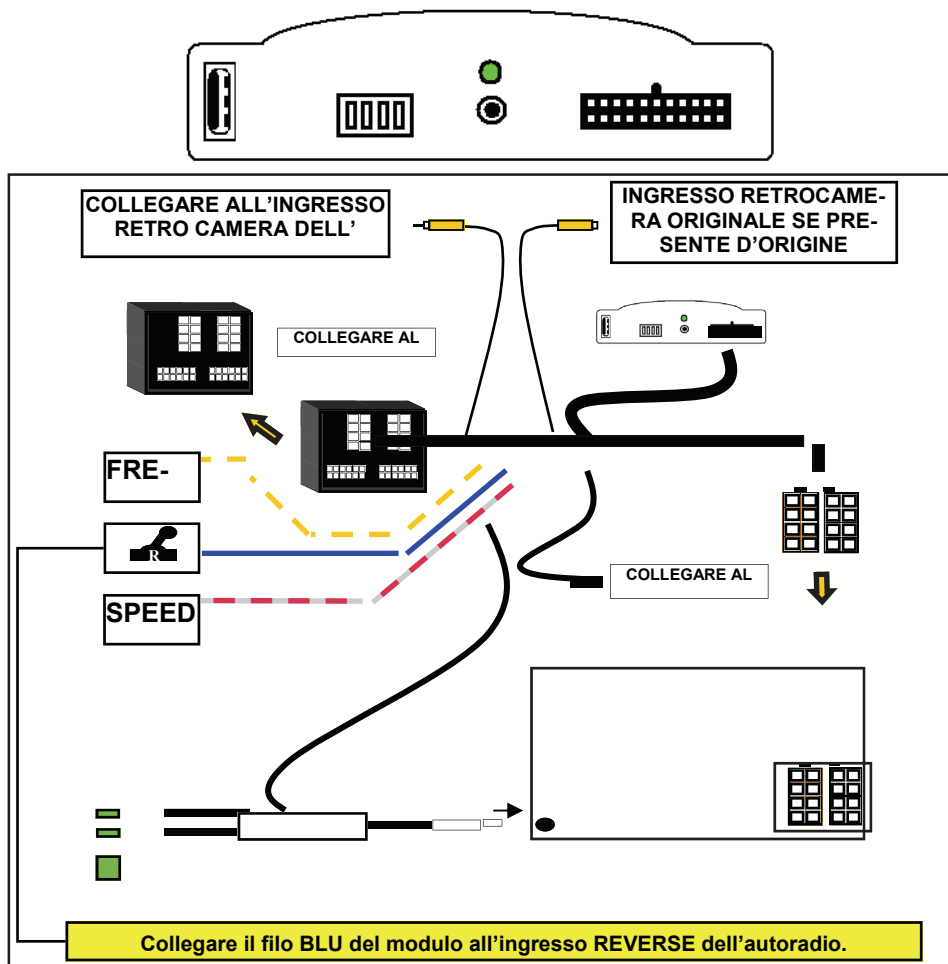 COLLEGARE ALL'INGRESSO
RETRO CAMERA DELL'
INGRESSO RETROCAME-
RA ORIGINALE SE PRE-
SENTE D'ORIGINE
COLLEGARE AL
FRE-
R
SPEED
COLLEGARE AL
Collegare il filo BLU del modulo all'ingresso REVERSE dell'autoradio.